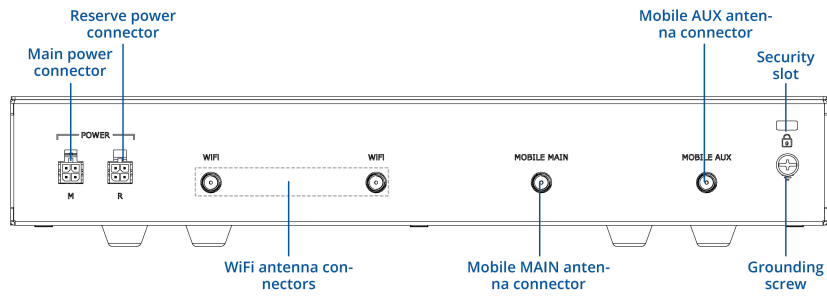 Reserve power
connector
Mobile AUX anten-
na connector
Main power
connector
Security
slot
POWER
WIFI
WIFI
MOBILE MAIN
MOBILE AUX
M
R
WiFi antenna con-
nectors
Mobile MAIN anten-
na connector
Grounding
screw